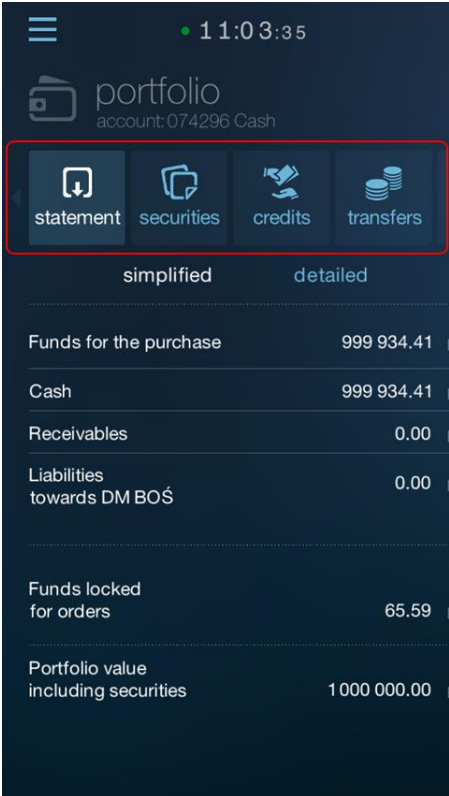 11:03:35
portfolio
account: 074296 Cash
statement securities credits transfers
simplified detailed
Funds for the purchase 999 934.41
Cash 999 934.41
Receivables 0.00
Liabilities
towards DM BOŚ 0.00
Funds locked
for orders 65.59
Portfolio value
including securities 1 000 000.00